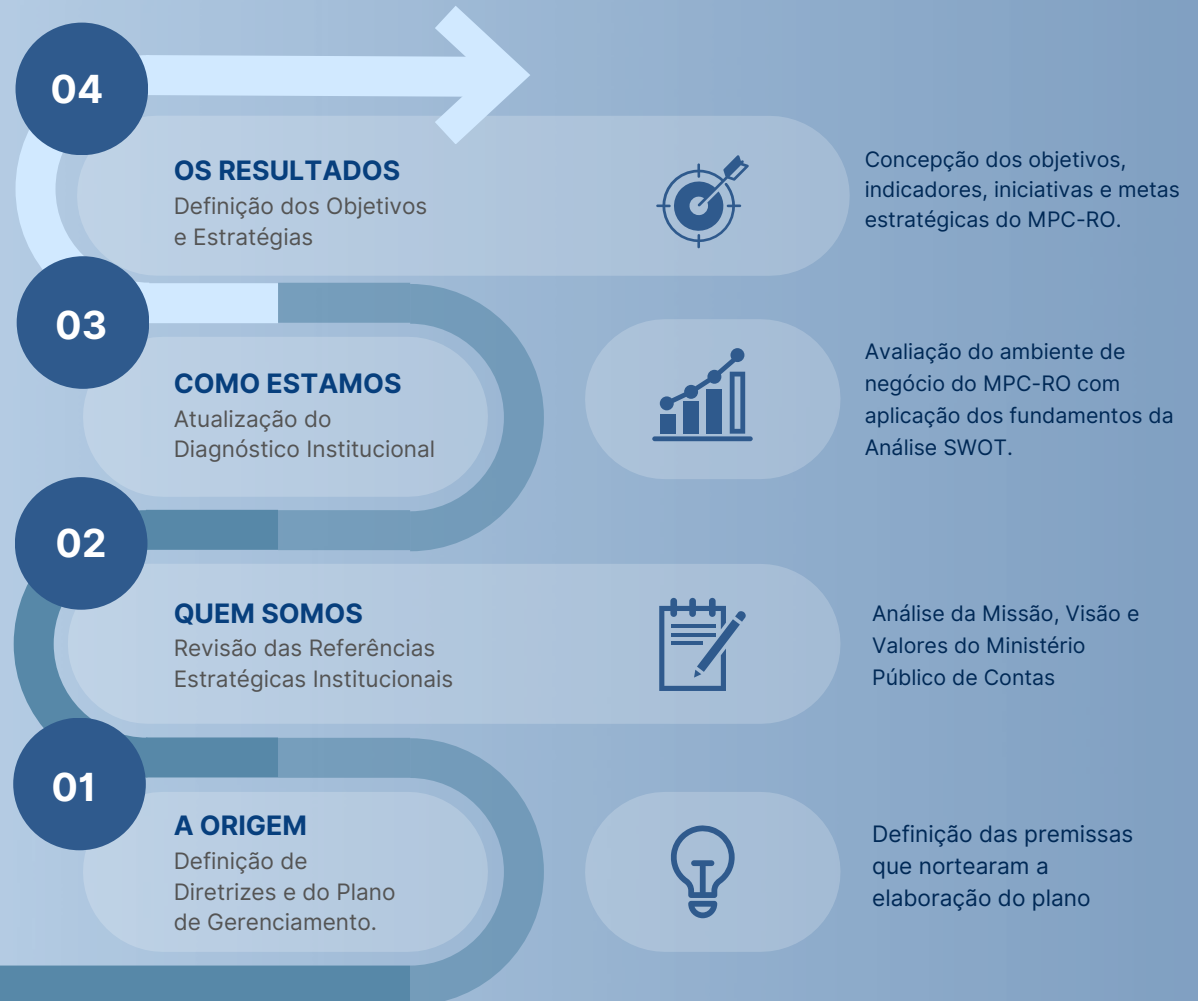 04
OS RESULTADOS
Definição dos Objetivos
e Estratégias
Concepção dos objetivos,
indicadores, iniciativas e metas
estratégicas do MPC-RO.
03
COMO ESTAMOS
Atualização do
Diagnóstico Institucional
Avaliação do ambiente de
negócio do MPC-RO com
aplicação dos fundamentos da
Análise SWOT.
02
QUEM SOMOS
Revisão das Referências
Estratégicas Institucionais
Análise da Missão, Visão e
Valores do Ministério
Público de Contas
01
A ORIGEM
Definição de
Diretrizes e do Plano
de Gerenciamento.
Definição das premissas
que nortearam a
elaboração do plano